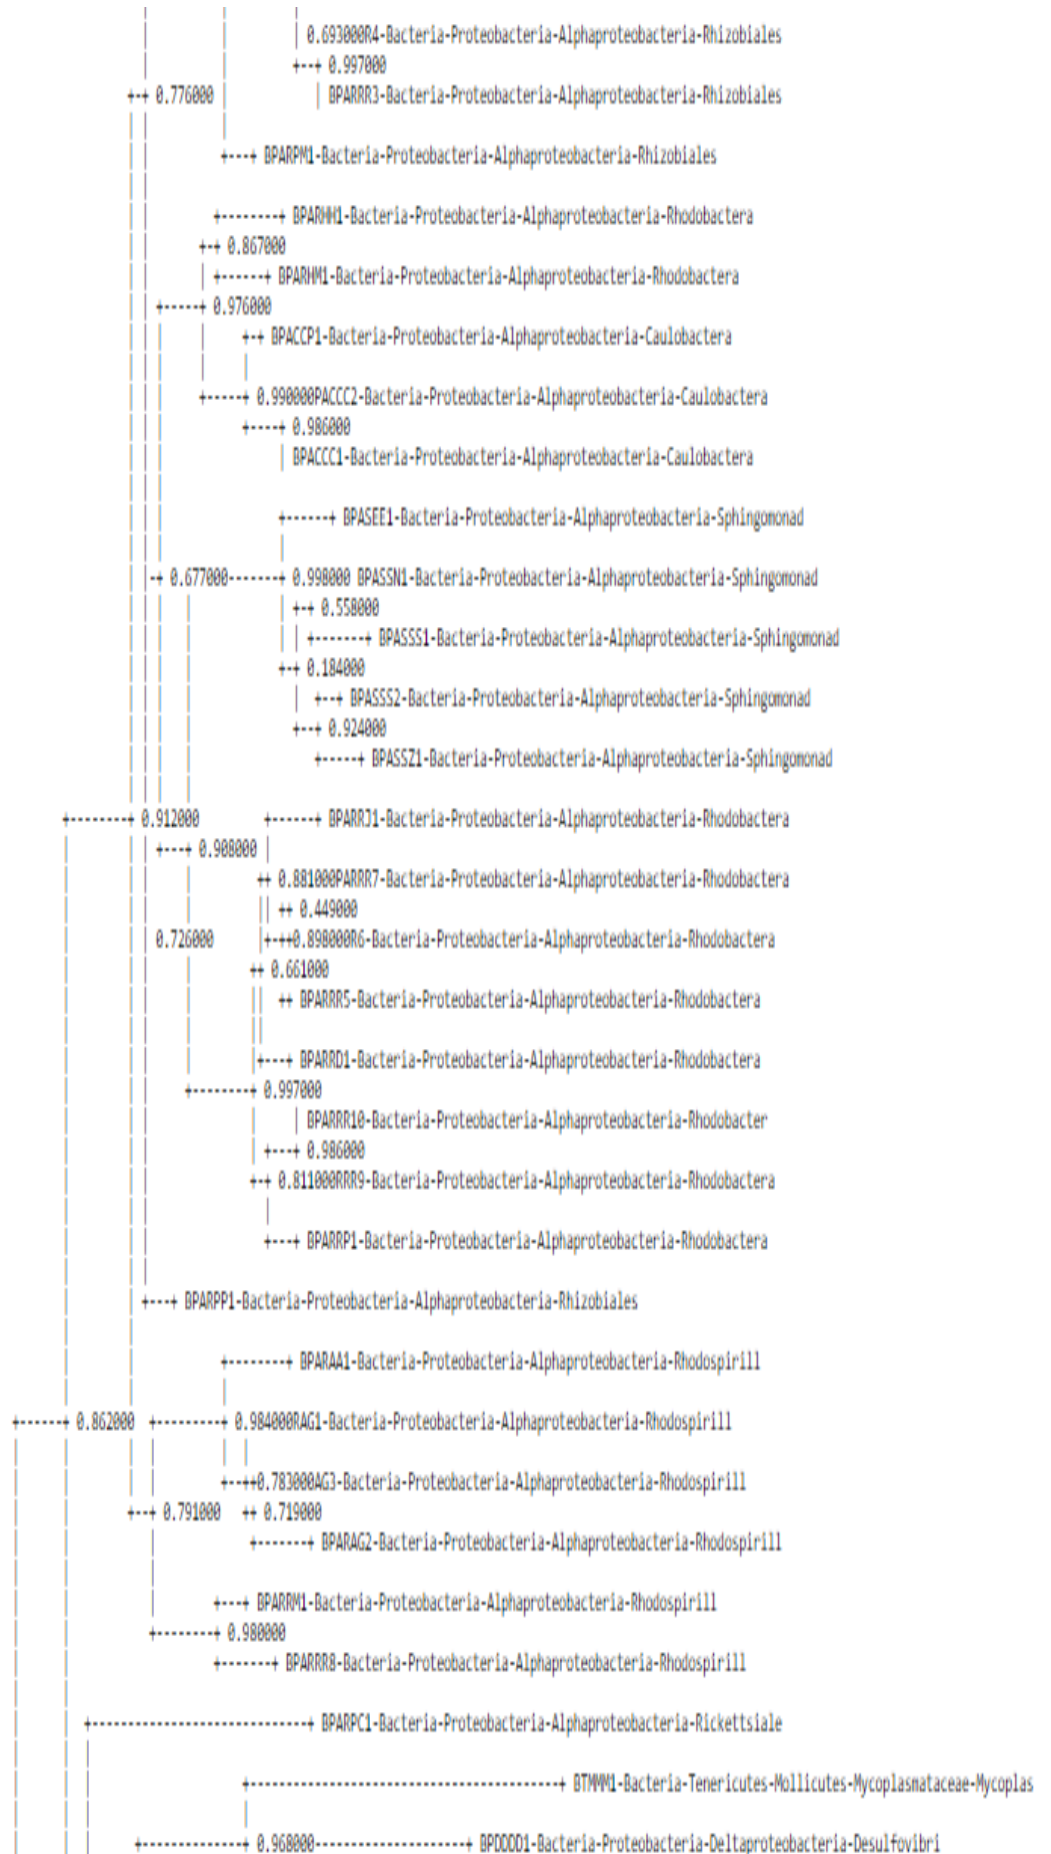 0.693000R4-Bacteria-Proteobacteria-Alphaproteobacteria-Rhizobiales
0.997000
0.776000 BPARRR3-Bacteria-Proteobacteria-Alphaproteobacteria-Rhizobiales
BPARPM1-Bacteria-Proteobacteria-Alphaproteobacteria-Rhizobiales
BPARHH1-Bacteria-Proteobacteria-Alphaproteobacteria-Rhodobactera
0.867000
BPARHM1-Bacteria-Proteobacteria-Alphaproteobacteria-Rhodobactera
0.976000
BPACCP1-Bacteria-Proteobacteria-Alphaproteobacteria-Caulobactera
0.990000PACCC2-Bacteria-Proteobacteria-Alphaproteobacteria-Caulobactera
0.986000
BPACCC1-Bacteria-Proteobacteria-Alphaproteobacteria-Caulobactera
BPASEE1-Bacteria-Proteobacteria-Alphaproteobacteria-Sphingomonad
0.677000 0.998000 BPASSN1-Bacteria-Proteobacteria-Alphaproteobacteria-Sphingomonad
0.558000
BPASSS1-Bacteria-Proteobacteria-Alphaproteobacteria-Sphingomonad
0.184000
BPASSS2-Bacteria-Proteobacteria-Alphaproteobacteria-Sphingomonad
0.924000
BPASSZ1-Bacteria-Proteobacteria-Alphaproteobacteria-Sphingomonad
0.912000 BPARRJ1-Bacteria-Proteobacteria-Alphaproteobacteria-Rhodobactera
0.908000
0.881000PARRR7-Bacteria-Proteobacteria-Alphaproteobacteria-Rhodobactera
0.449000
0.726000 0.898000R6-Bacteria-Proteobacteria-Alphaproteobacteria-Rhodobactera
0.661000
BPARRR5-Bacteria-Proteobacteria-Alphaproteobacteria-Rhodobactera
BPARRD1-Bacteria-Proteobacteria-Alphaproteobacteria-Rhodobactera
0.997000
BPARRR10-Bacteria-Proteobacteria-Alphaproteobacteria-Rhodobacter
0.986000
0.811000RRR9-Bacteria-Proteobacteria-Alphaproteobacteria-Rhodobactera
BPARRP1-Bacteria-Proteobacteria-Alphaproteobacteria-Rhodobactera
BPARPP1-Bacteria-Proteobacteria-Alphaproteobacteria-Rhizobiales
BPARAA1-Bacteria-Proteobacteria-Alphaproteobacteria-Rhodospirill
0.862000 0.984000RAG1-Bacteria-Proteobacteria-Alphaproteobacteria-Rhodospirill
0.783000AG3-Bacteria-Proteobacteria-Alphaproteobacteria-Rhodospirill
0.791000 0.719000
BPARAG2-Bacteria-Proteobacteria-Alphaproteobacteria-Rhodospirill
BPARRM1-Bacteria-Proteobacteria-Alphaproteobacteria-Rhodospirill
0.980000
BPARRR8-Bacteria-Proteobacteria-Alphaproteobacteria-Rhodospirill
BPARPC1-Bacteria-Proteobacteria-Alphaproteobacteria-Rickettsiale
BTMMM1-Bacteria-Tenericutes-Mollicutes-Mycoplasmataceae-Mycoplas
0.968000 BPDDDD1-Bacteria-Proteobacteria-Deltaproteobacteria-Desulfovibri